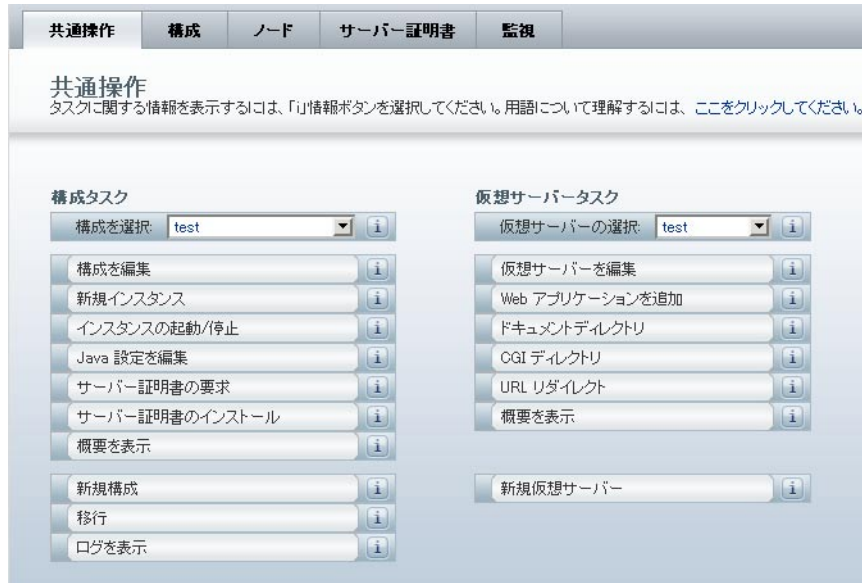 共通操作 構成 ノード サーバー証明書 監視
共通操作
タスクに関する情報を表示するには、「i」情報ボタンを選択してください。用語について理解するには、 ここをクリックしてください。
構成タスク
構成を選択: test i
構成を編集 i
新規インスタンス i
インスタンスの起動/停止 i
Java 設定を編集 i
サーバー証明書の要求 i
サーバー証明書のインストール i
概要を表示 i
新規構成 i
移行 i
ログを表示 i
仮想サーバータスク
仮想サーバーの選択: test i
仮想サーバーを編集 i
Web アプリケーションを追加 i
ドキュメントディレクトリ i
CGI ディレクトリ i
URL リダイレクト i
概要を表示 i
新規仮想サーバー i